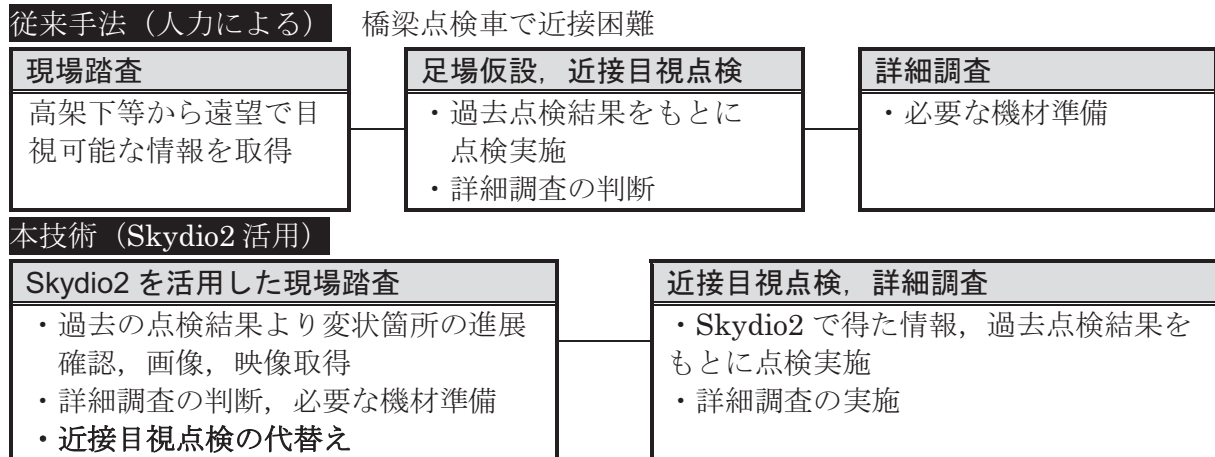 従来手法（人力による） 橋梁点検車で近接困難
現場踏査
高架下等から遠望で目
視可能な情報を取得
足場仮設，近接目視点検
・過去点検結果をもとに
点検実施
・詳細調査の判断
詳細調査
・必要な機材準備
本技術（Skydio2 活用）
Skydio2 を活用した現場踏査
・過去の点検結果より変状箇所の進展
確認，画像，映像取得
・詳細調査の判断，必要な機材準備
・近接目視点検の代替え
近接目視点検，詳細調査
・Skydio2 で得た情報，過去点検結果を
もとに点検実施
・詳細調査の実施